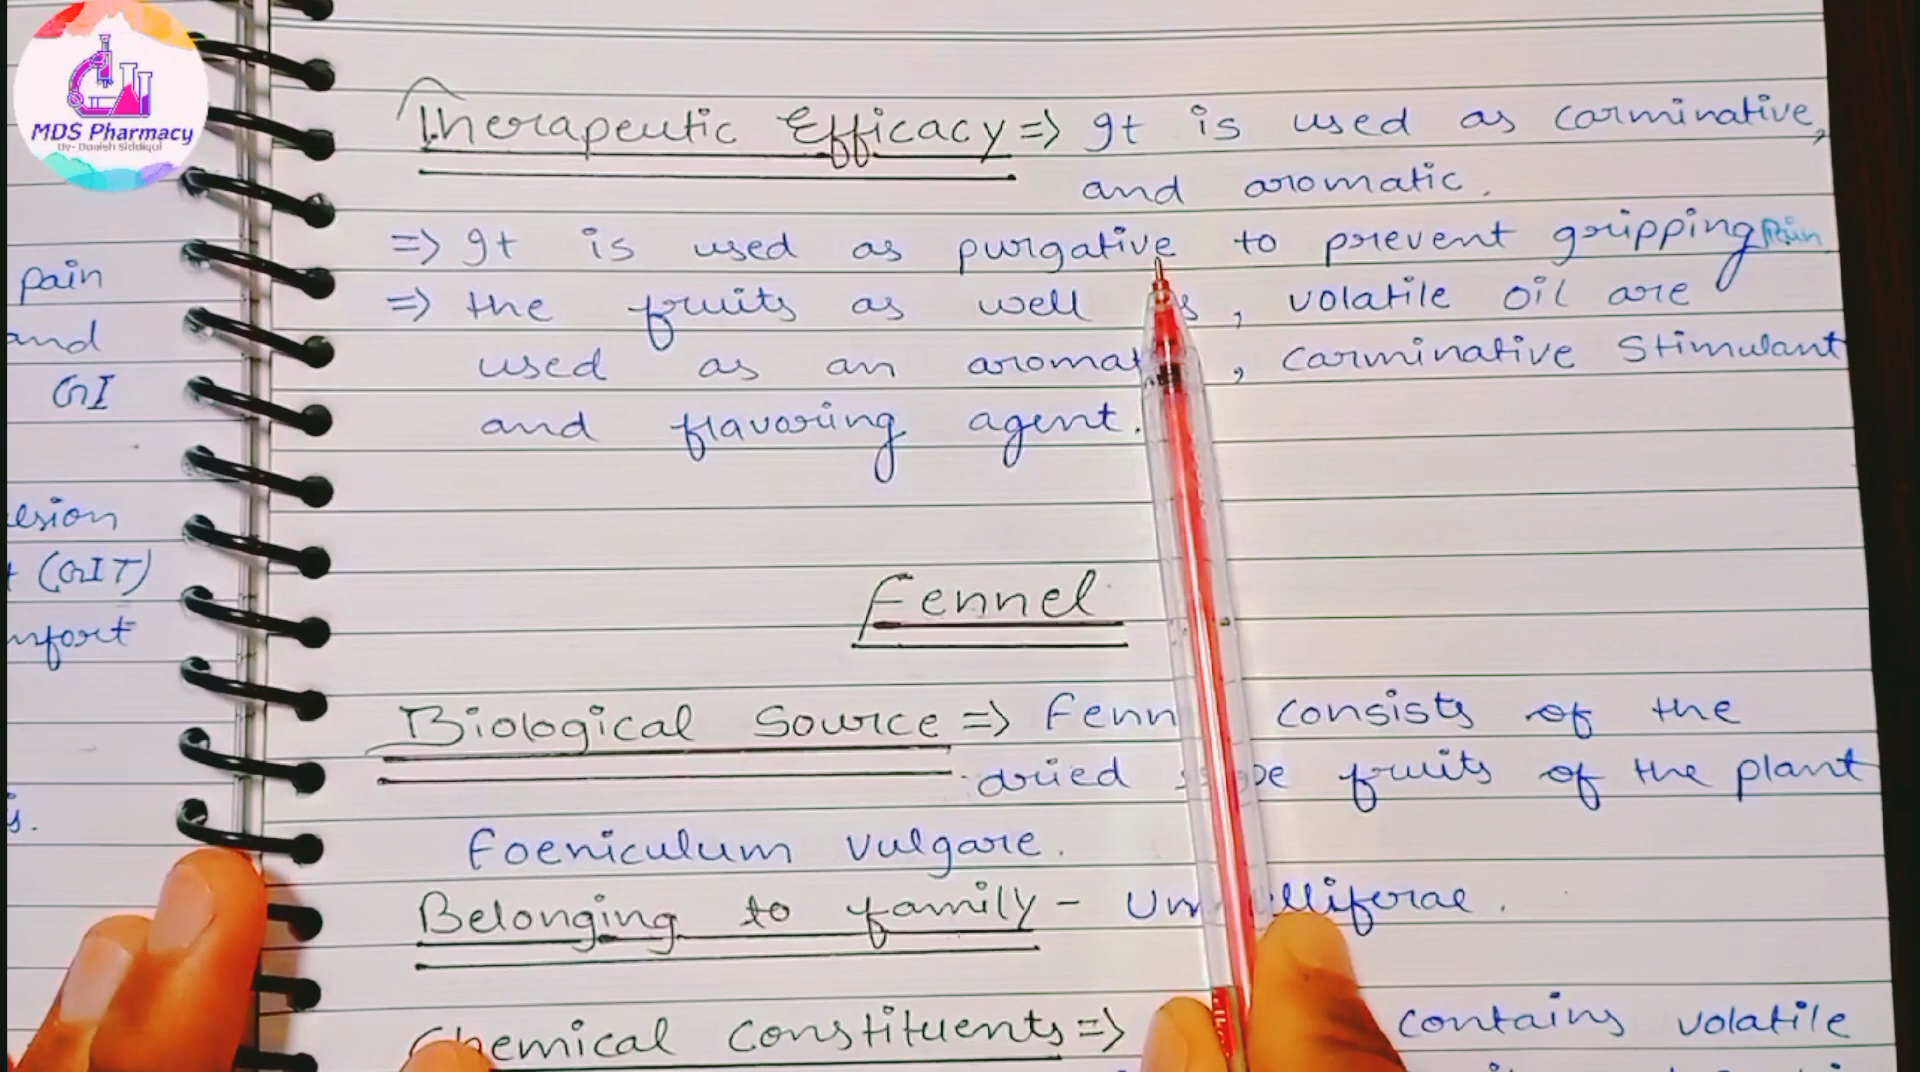 MDS Pharmacy
By- Danish Siddiqui
Therapeutic Efficacy => It is used as carminative,
and aromatic.
=> It is used as purgative to prevent gripping Pain
=> the fruits as well , volatile oil are
used as an , carminative Stimulant
and flavoring agent.
Fennel
Biological Source => Fenn consists of the
dried fruits of the plant
Foeniculum vulgare.
Belonging to family -
Chemical Constituents => contains volatile
pain
and
GI
(GIT)